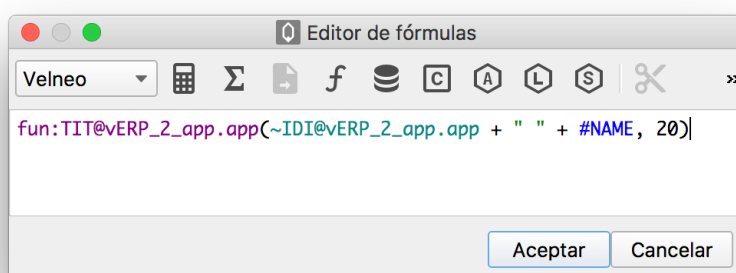 Editor de fórmulas
Velneo
fun:TIT@vERP_2_app.app(~IDI@vERP_2_app.app + " " + #NAME, 20)
Aceptar Cancelar